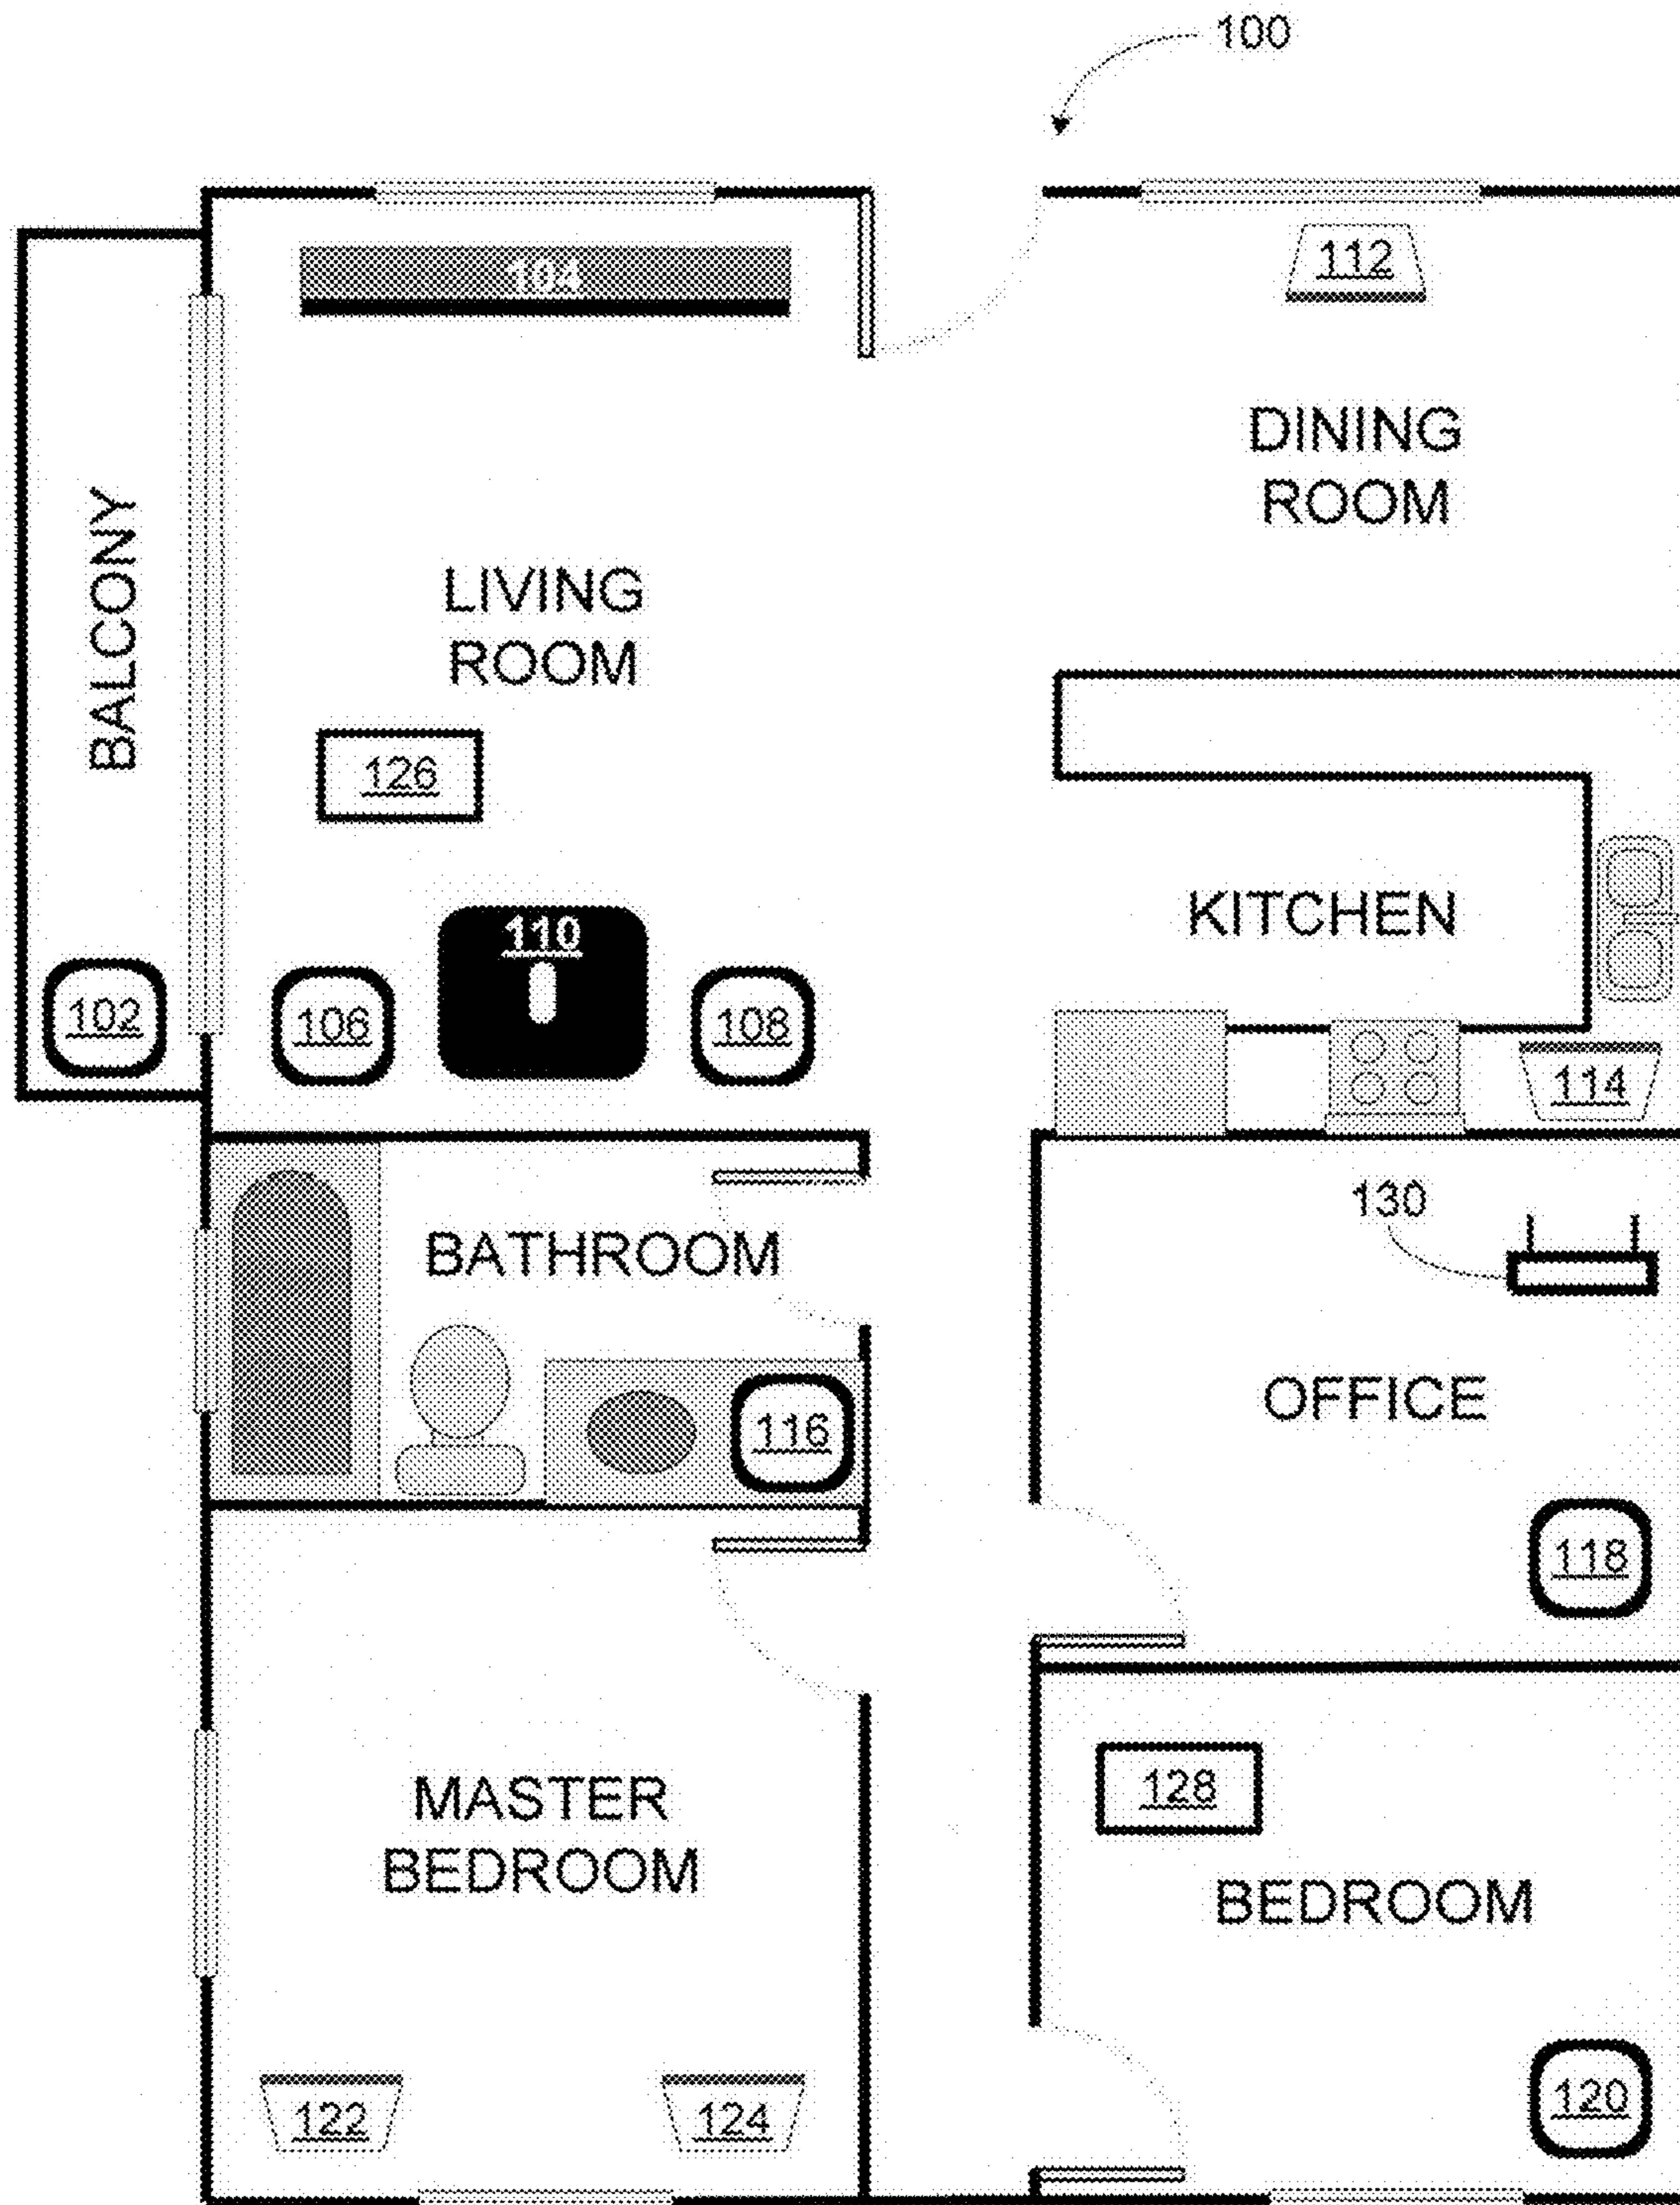 100
104
112
DINING
ROOM
BALCONY
LIVING
ROOM
126
KITCHEN
110
102
106
108
114
130
BATHROOM
OFFICE
116
118
128
MASTER
BEDROOM
BEDROOM
122
124
120